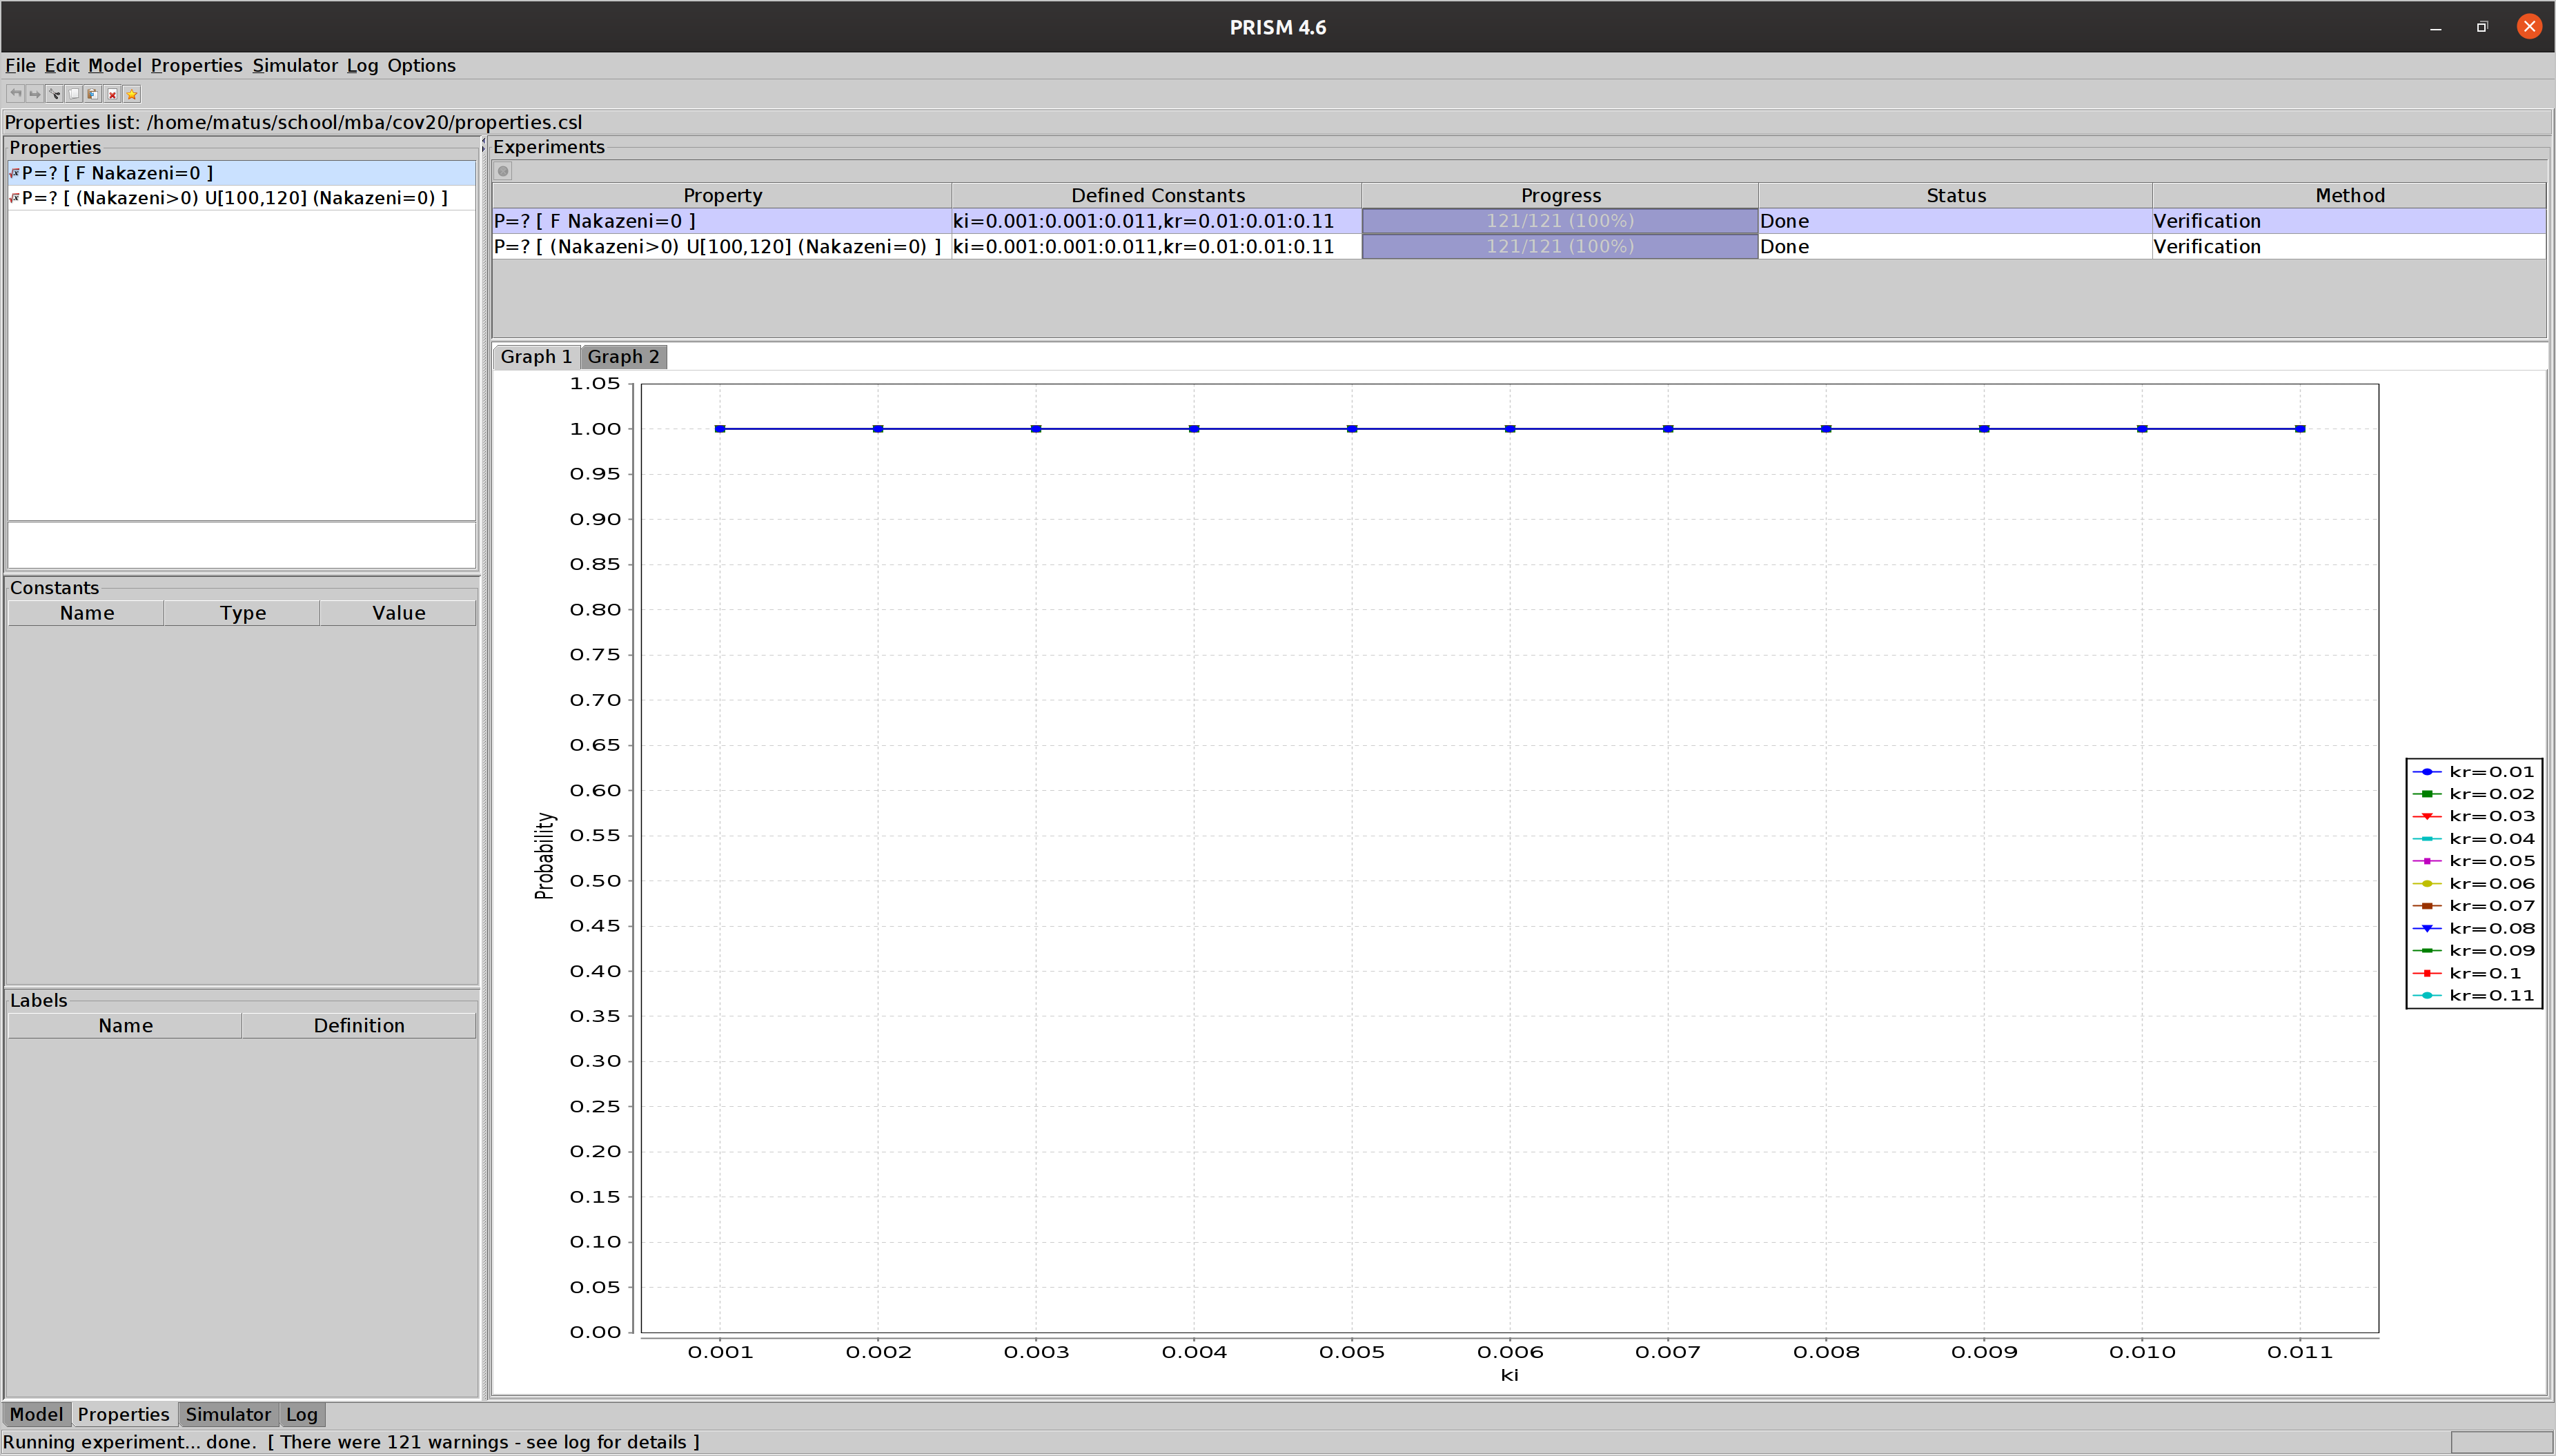 PRISM 4.6
File Edit Model Properties Simulator Log Options
Properties list: /home/matus/school/mba/cov20/properties.csl
Properties
P=? [ F Nakazeni=0 ]
P=? [ (Nakazeni>0) U[100,120] (Nakazeni=0) ]
Constants
Name Type Value
Labels
Name Definition
Experiments
Property Defined Constants Progress Status Method
P=? [ F Nakazeni=0 ] ki=0.001:0.001:0.011,kr=0.01:0.01:0.11 121/121 (100%) Done Verification
P=? [ (Nakazeni>0) U[100,120] (Nakazeni=0) ] ki=0.001:0.001:0.011,kr=0.01:0.01:0.11 121/121 (100%) Done Verification
Graph 1 Graph 2
1.05
1.00
0.95
0.90
0.85
0.80
0.75
0.70
0.65
0.60
0.55
0.50
0.45
0.40
0.35
0.30
0.25
0.20
0.15
0.10
0.05
0.00
Probability
0.001 0.002 0.003 0.004 0.005 0.006 0.007 0.008 0.009 0.010 0.011
ki
kr=0.01
kr=0.02
kr=0.03
kr=0.04
kr=0.05
kr=0.06
kr=0.07
kr=0.08
kr=0.09
kr=0.1
kr=0.11
Model Properties Simulator Log
Running experiment... done. [ There were 121 warnings - see log for details ]